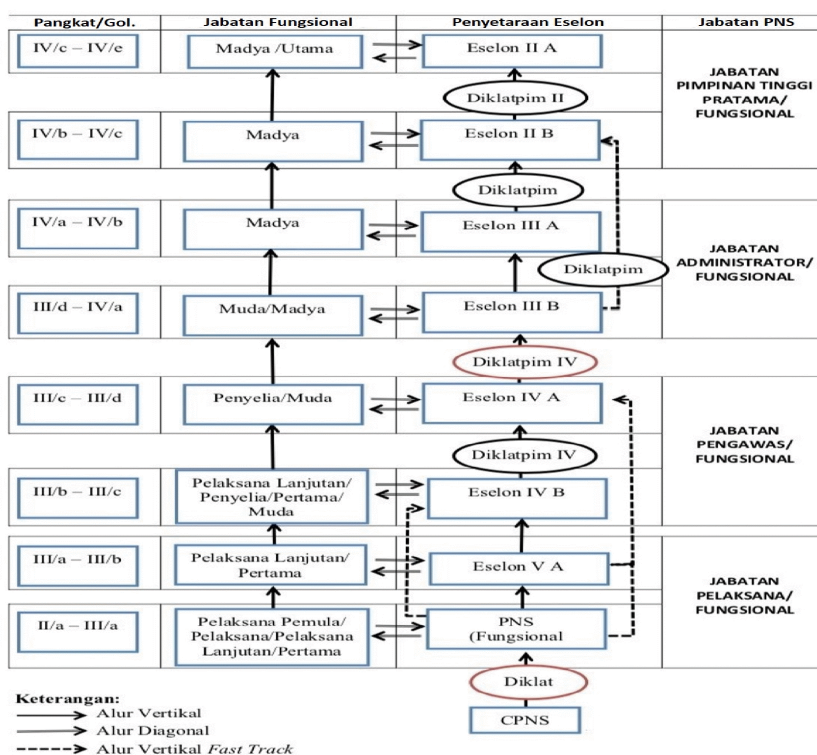 Pangkat/Gol. Jabatan Fungsional Penyetaraan Eselon Jabatan PNS
IV/c – IV/e Madya /Utama Eselon II A
JABATAN
PIMPINAN TINGGI
PRATAMA/
FUNGSIONAL
Diklatpim II
IV/b – IV/c Madya Eselon II B
Diklatpim
IV/a – IV/b Madya Eselon III A
JABATAN
ADMINISTRATOR/
FUNGSIONAL
Diklatpim
III/d – IV/a Muda/Madya Eselon III B
Diklatpim IV
III/c – III/d Penyelia/Muda Eselon IV A
JABATAN
PENGAWAS/
FUNGSIONAL
Diklatpim IV
III/b – III/c
Pelaksana Lanjutan/
Penyelia/Pertama/
Muda
Eselon IV B
III/a – III/b
Pelaksana Lanjutan/
Pertama
Eselon V A
JABATAN
PELAKSANA/
FUNGSIONAL
II/a – III/a
Pelaksana Pemula/
Pelaksana/Pelaksana
Lanjutan/Pertama
PNS
(Fungsional
Diklat
CPNS
Keterangan:
Alur Vertikal
Alur Diagonal
Alur Vertikal Fast Track